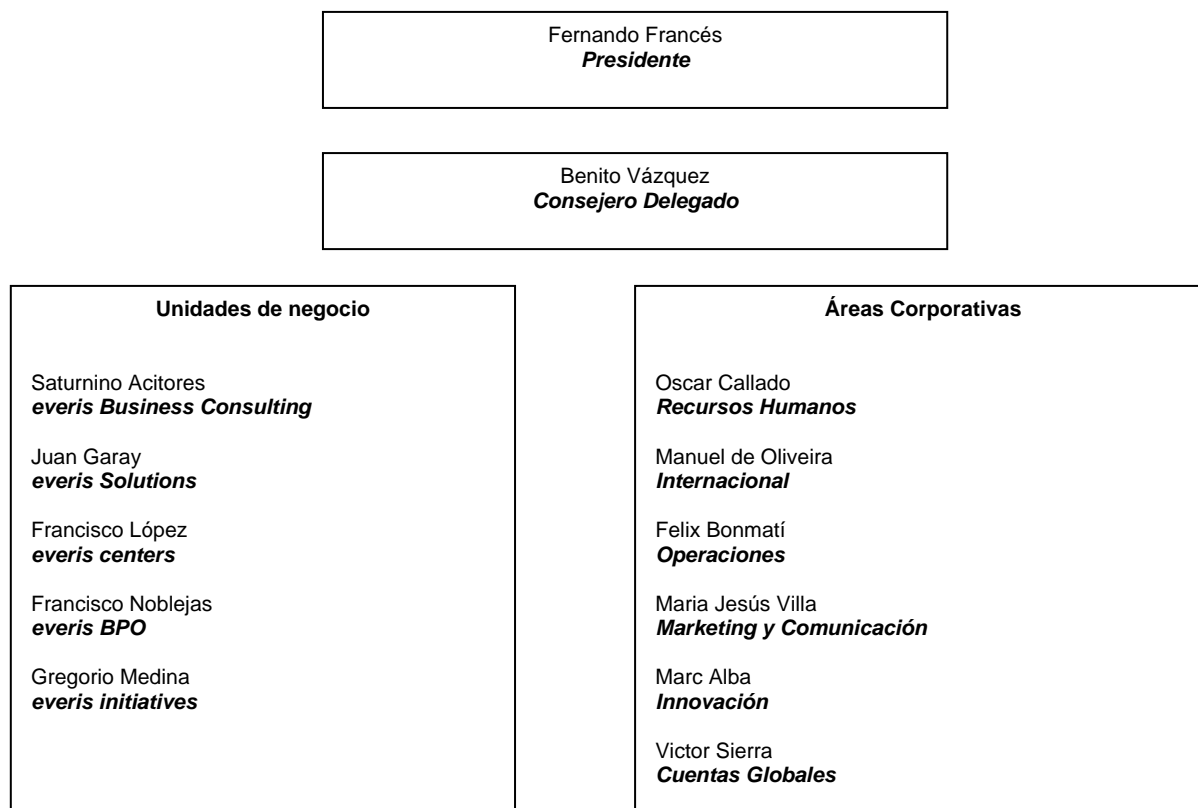 Fernando Francés
Presidente
Benito Vázquez
Consejero Delegado
Unidades de negocio
Saturnino Acitores
everis Business Consulting
Juan Garay
everis Solutions
Francisco López
everis centers
Francisco Noblejas
everis BPO
Gregorio Medina
everis initiatives
Áreas Corporativas
Oscar Callado
Recursos Humanos
Manuel de Oliveira
Internacional
Felix Bonmatí
Operaciones
Maria Jesús Villa
Marketing y Comunicación
Marc Alba
Innovación
Victor Sierra
Cuentas Globales